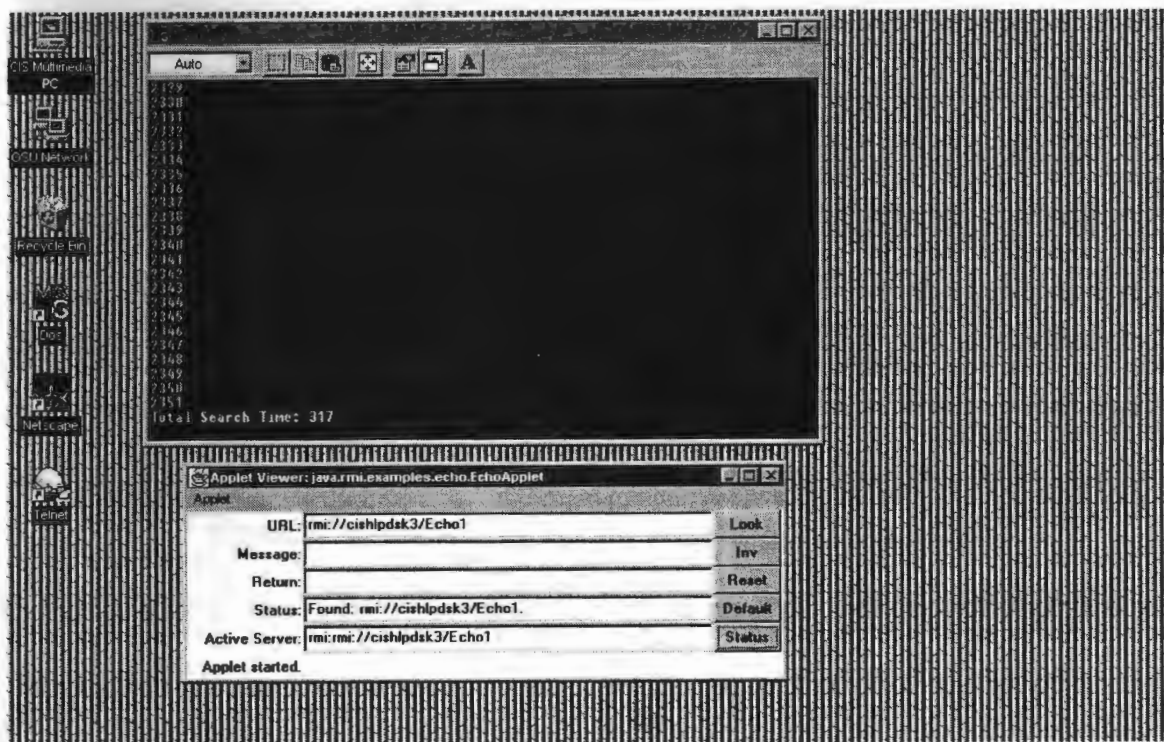 CIS Multimedia
PC
OSU Network
Recycle Bin
G
Dos
Netscape
Telnet
Auto
A
2329
2330
2331
2332
2333
2334
2335
2336
2337
2338
2339
2340
2341
2342
2343
2344
2345
2346
2347
2348
2349
2350
2351
Total Search Time: 317
Applet Viewer: java.rmi.examples.echo.EchoApplet
Applet
URL: rmi://cishlpdsk3/Echo1 Look
Message: Inv
Return: Reset
Status: Found: rmi://cishlpdsk3/Echo1. Default
Active Server: rmi:rmi://cishlpdsk3/Echo1 Status
Applet started.